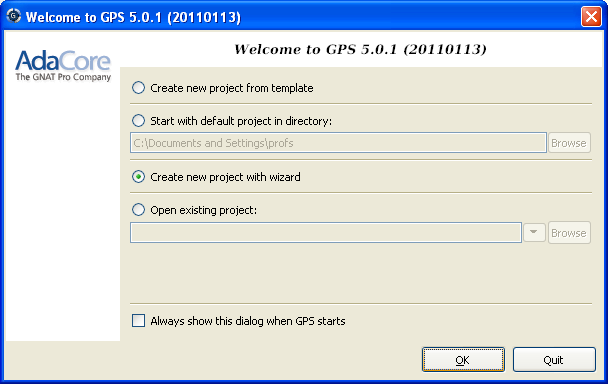 Welcome to GPS 5.0.1 (20110113)
Welcome to GPS 5.0.1 (20110113)
AdaCore
The GNAT Pro Company
Create new project from template
Start with default project in directory:
C:\Documents and Settings\profs
Browse
Create new project with wizard
Open existing project:
Browse
Always show this dialog when GPS starts
OK
Quit